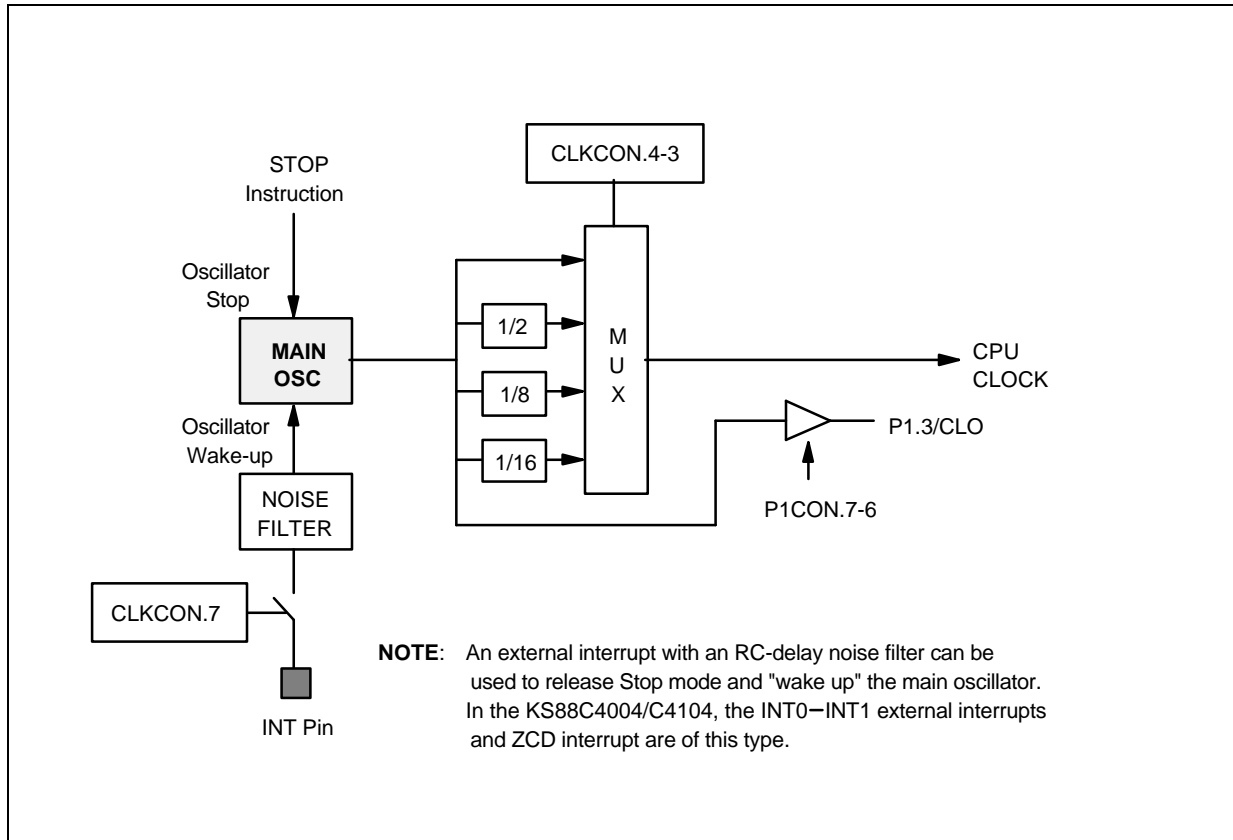 CLKCON.4-3
STOP
Instruction
Oscillator
Stop
MAIN
OSC
1/2
1/8
1/16
M
U
X
CPU
CLOCK
P1.3/CLO
P1CON.7-6
Oscillator
Wake-up
NOISE
FILTER
CLKCON.7
INT Pin
NOTE: An external interrupt with an RC-delay noise filter can be
used to release Stop mode and "wake up" the main oscillator.
In the KS88C4004/C4104, the INT0–INT1 external interrupts
and ZCD interrupt are of this type.